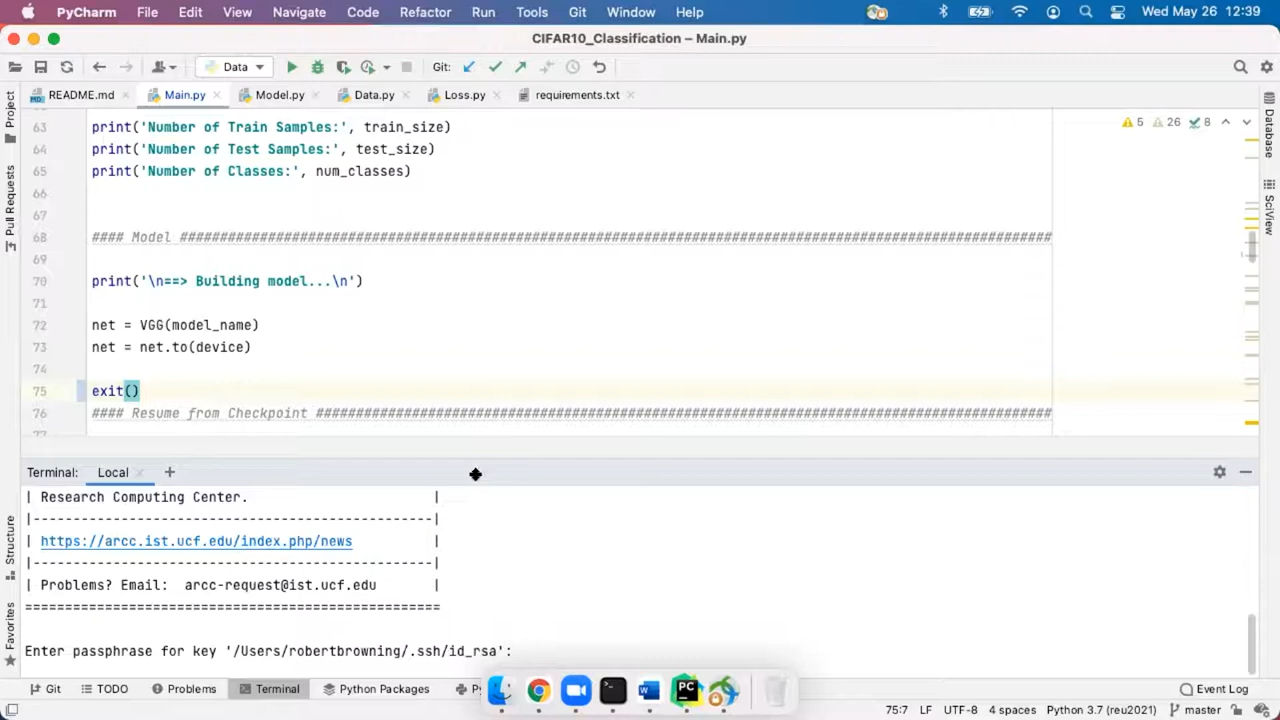 PyCharm File Edit View Navigate Code Refactor Run Tools Git Window Help Wed May 26 12:39
CIFAR10_Classification – Main.py
Data Git:
README.md Main.py Model.py Data.py Loss.py requirements.txt
5 26 8
63 print('Number of Train Samples:', train_size)
64 print('Number of Test Samples:', test_size)
65 print('Number of Classes:', num_classes)
66
67
68 #### Model #############################################################################################################
69
70 print('\n==> Building model...\n')
71
72 net = VGG(model_name)
73 net = net.to(device)
74
75 exit()
76 #### Resume from Checkpoint ############################################################################################
77
Project
Pull Requests
Structure
Favorites
Database
SciView
Terminal: Local +
| Research Computing Center. |
|--------------------------------------------------|
| https://arcc.ist.ucf.edu/index.php/news |
|--------------------------------------------------|
| Problems? Email: arcc-request@ist.ucf.edu |
====================================================
Enter passphrase for key '/Users/robertbrowning/.ssh/id_rsa':
Git TODO Problems Terminal Python Packages Py Event Log
PC
75:7 LF UTF-8 4 spaces Python 3.7 (reu2021) master